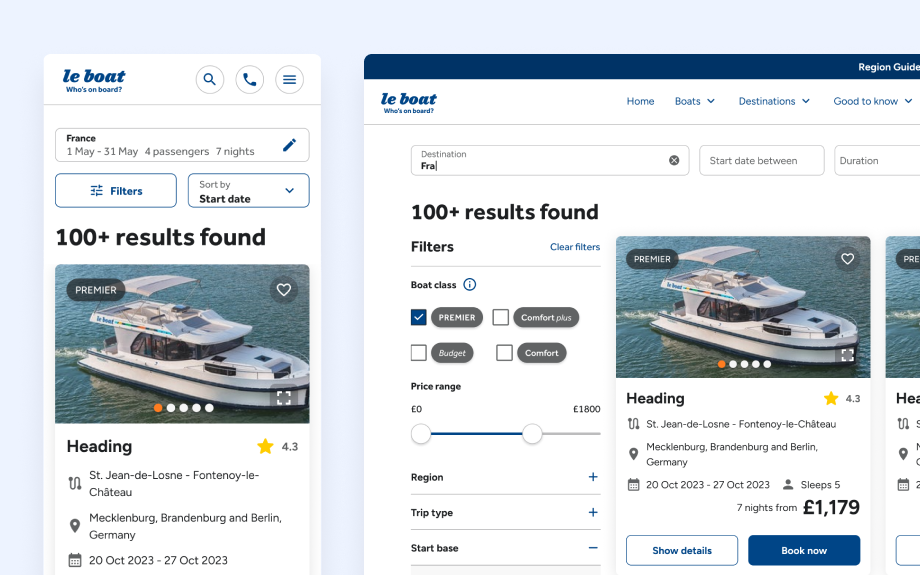 le boat
Who's on board?
France
1 May - 31 May 4 passengers 7 nights
Filters
Sort by
Start date
100+ results found
PREMIER
le boat
Heading
4.3
St. Jean-de-Losne - Fontenoy-le-
Château
Mecklenburg, Brandenburg and Berlin,
Germany
20 Oct 2023 - 27 Oct 2023
Region Guide
le boat
Who's on board?
Home
Boats
Destinations
Good to know
Destination
Fra
Start date between
Duration
100+ results found
Filters
Clear filters
Boat class
PREMIER
Comfort plus
Budget
Comfort
Price range
£0
£1800
Region
Trip type
Start base
PREMIER
le boat
Heading
4.3
St. Jean-de-Losne - Fontenoy-le-Château
Mecklenburg, Brandenburg and Berlin,
Germany
20 Oct 2023 - 27 Oct 2023
Sleeps 5
7 nights from £1,179
Show details
Book now